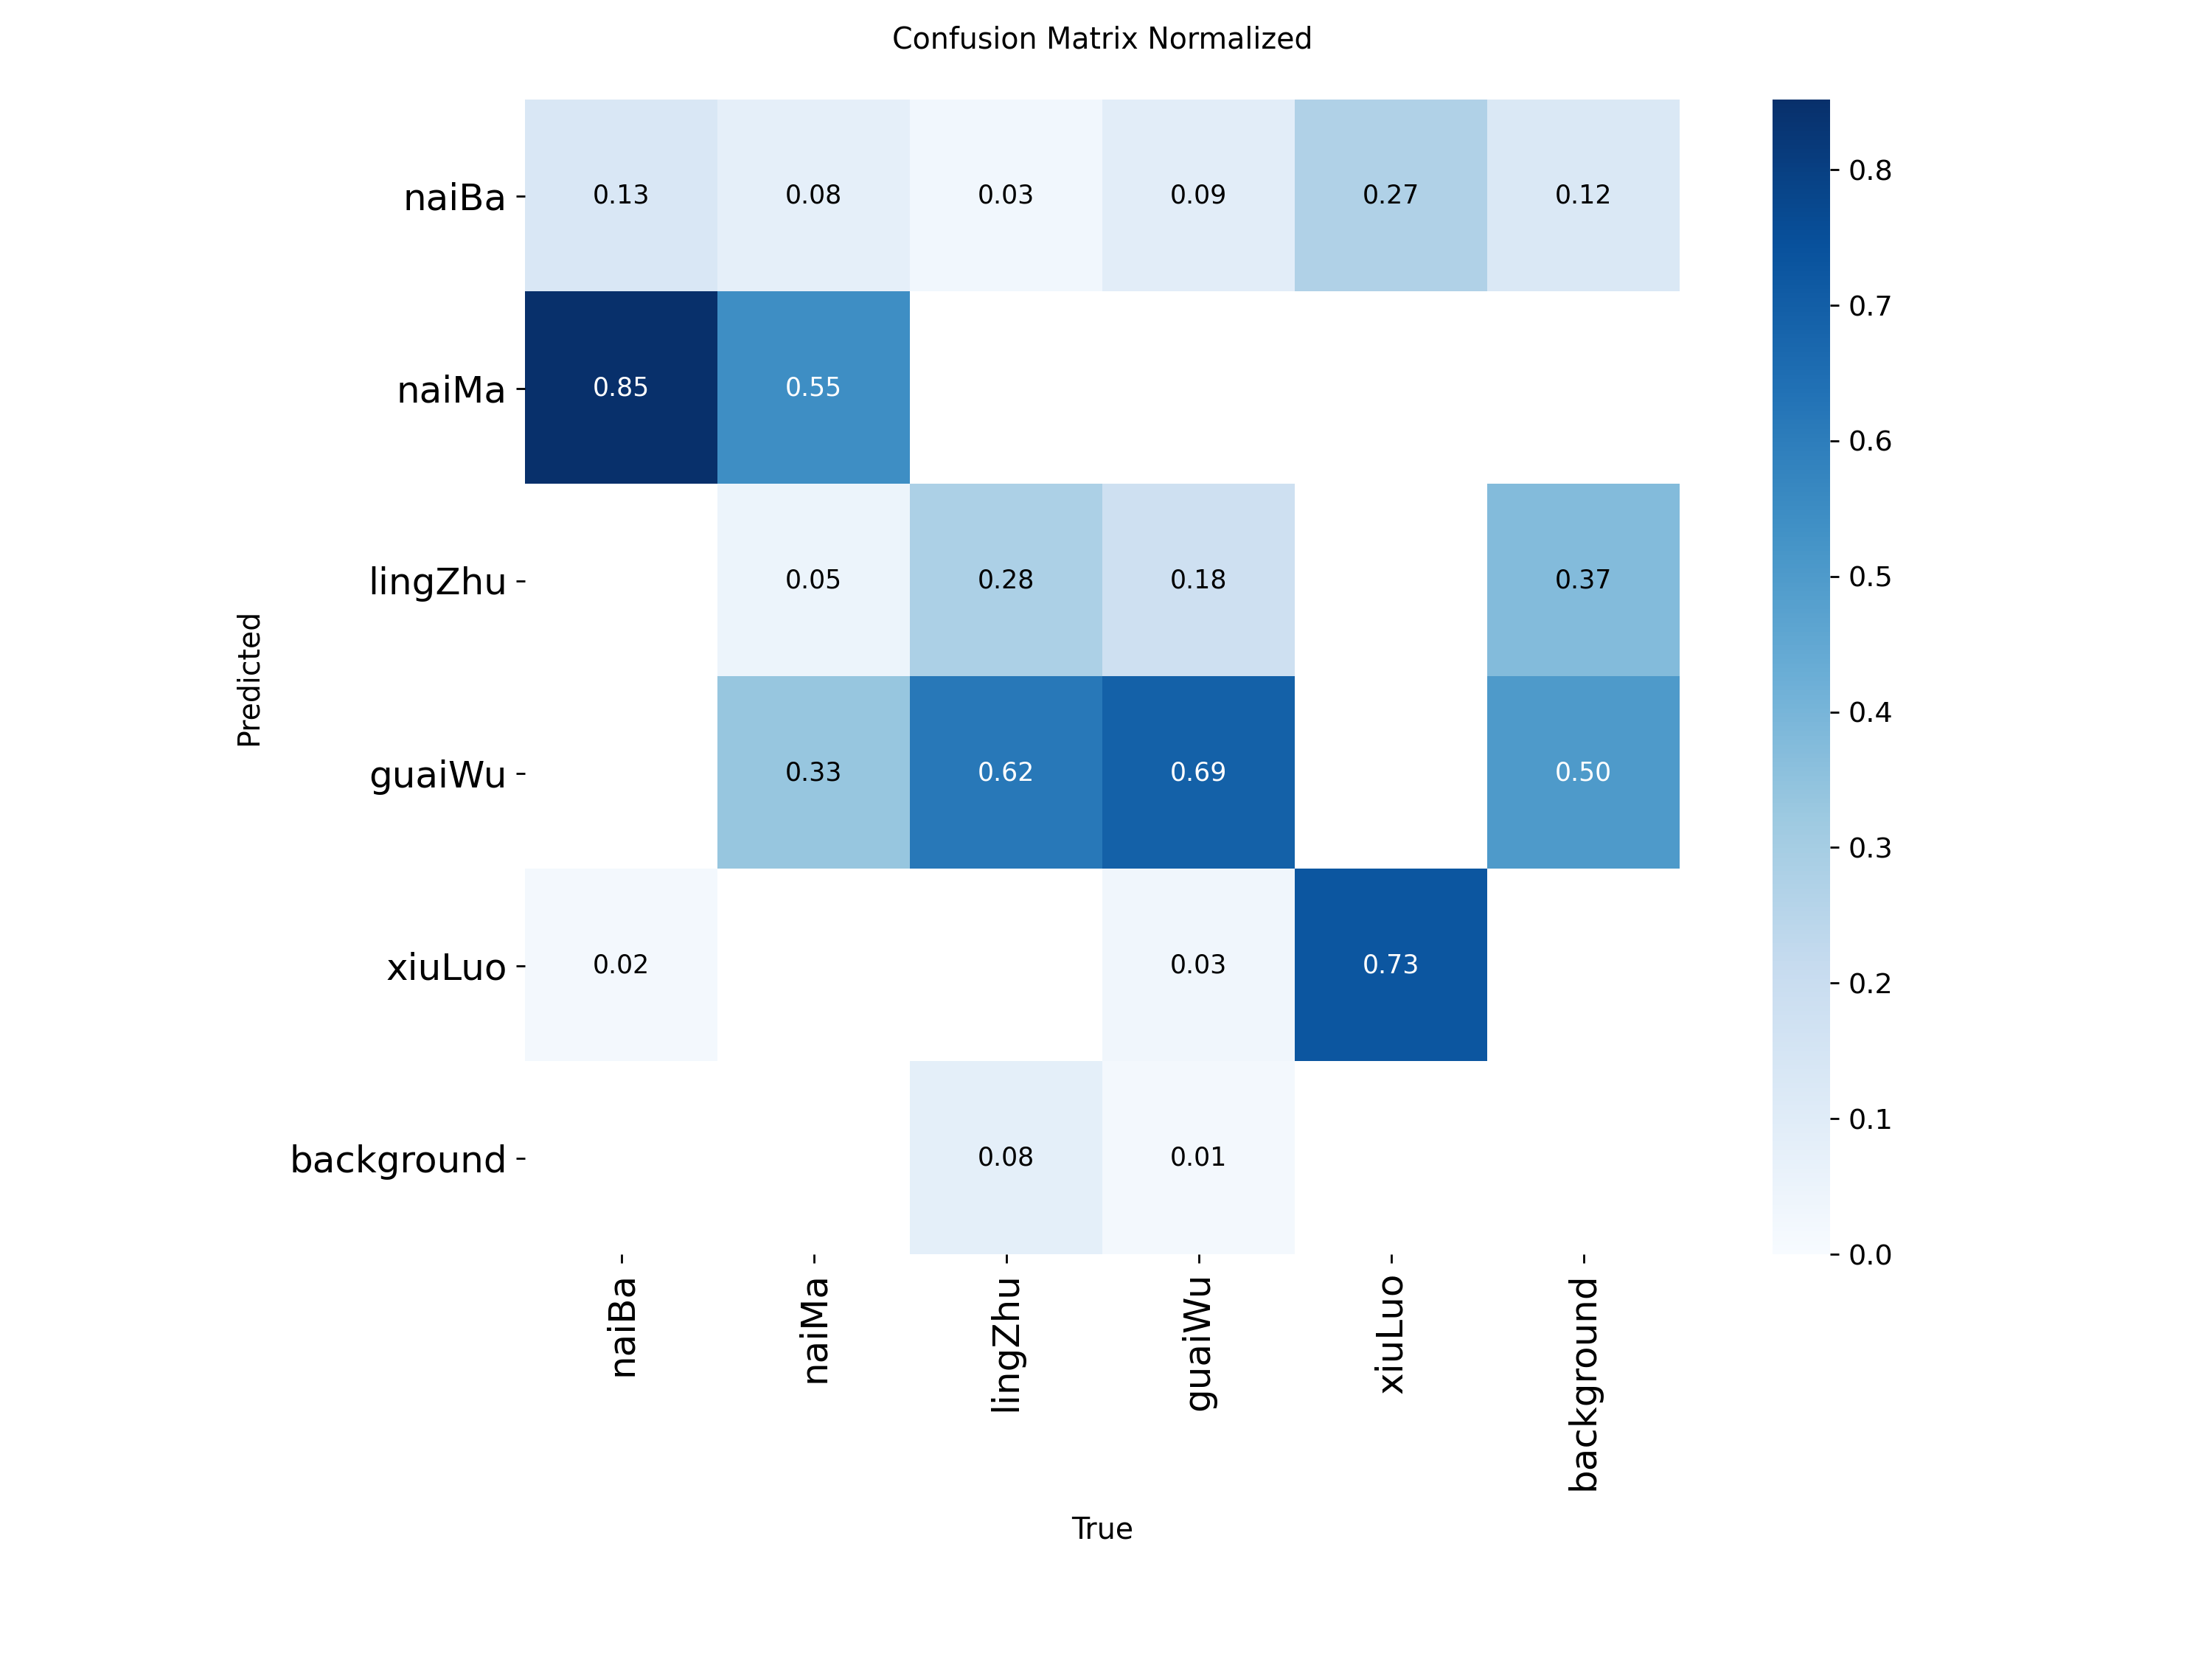 Confusion Matrix Normalized
naiBa 0.13 0.08 0.03 0.09 0.27 0.12
naiMa 0.85 0.55
lingZhu 0.05 0.28 0.18 0.37
guaiWu 0.33 0.62 0.69 0.50
xiuLuo 0.02 0.03 0.73
background 0.08 0.01
Predicted
naiBa naiMa lingZhu guaiWu xiuLuo background
True
0.8
0.7
0.6
0.5
0.4
0.3
0.2
0.1
0.0